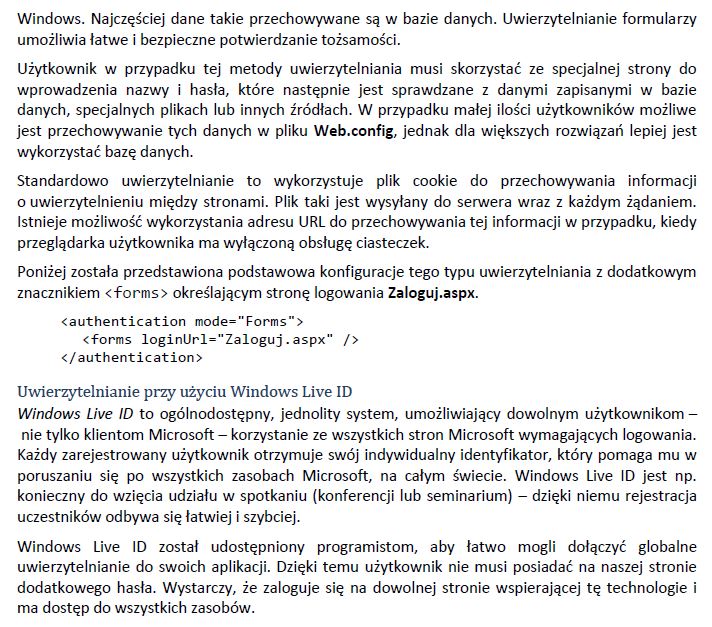 Windows. Najczęściej dane takie przechowywane są w bazie danych. Uwierzytelnianie formularzy
umożliwia łatwe i bezpieczne potwierdzanie tożsamości.
Użytkownik w przypadku tej metody uwierzytelniania musi skorzystać ze specjalnej strony do
wprowadzenia nazwy i hasła, które następnie jest sprawdzane z danymi zapisanymi w bazie
danych, specjalnych plikach lub innych źródłach. W przypadku małej ilości użytkowników możliwe
jest przechowywanie tych danych w pliku Web.config, jednak dla większych rozwiązań lepiej jest
wykorzystać bazę danych.
Standardowo uwierzytelnianie to wykorzystuje plik cookie do przechowywania informacji
o uwierzytelnieniu między stronami. Plik taki jest wysyłany do serwera wraz z każdym żądaniem.
Istnieje możliwość wykorzystania adresu URL do przechowywania tej informacji w przypadku, kiedy
przeglądarka użytkownika ma wyłączoną obsługę ciasteczek.
Poniżej została przedstawiona podstawowa konfiguracje tego typu uwierzytelniania z dodatkowym
znacznikiem <forms> określającym stronę logowania Zaloguj.aspx.
<authentication mode="Forms">
<forms loginUrl="Zaloguj.aspx" />
</authentication>
Uwierzytelnianie przy użyciu Windows Live ID
Windows Live ID to ogólnodostępny, jednolity system, umożliwiający dowolnym użytkownikom –
nie tylko klientom Microsoft – korzystanie ze wszystkich stron Microsoft wymagających logowania.
Każdy zarejestrowany użytkownik otrzymuje swój indywidualny identyfikator, który pomaga mu w
poruszaniu się po wszystkich zasobach Microsoft, na całym świecie. Windows Live ID jest np.
konieczny do wzięcia udziału w spotkaniu (konferencji lub seminarium) – dzięki niemu rejestracja
uczestników odbywa się łatwiej i szybciej.
Windows Live ID został udostępniony programistom, aby łatwo mogli dołączyć globalne
uwierzytelnianie do swoich aplikacji. Dzięki temu użytkownik nie musi posiadać na naszej stronie
dodatkowego hasła. Wystarczy, że zaloguje się na dowolnej stronie wspierającej tę technologie i
ma dostęp do wszystkich zasobów.